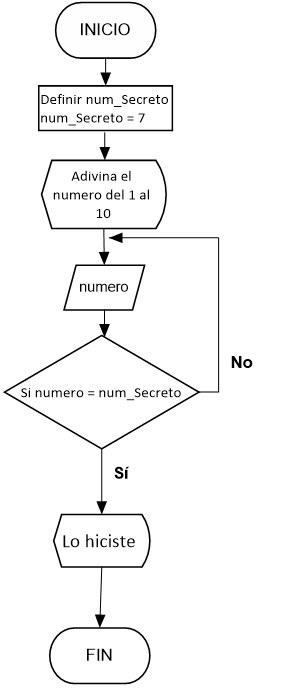 INICIO
Definir num_Secreto
num_Secreto = 7
Adivina el
numero del 1 al
10
numero
Si numero = num_Secreto
No
Sí
Lo hiciste
FIN